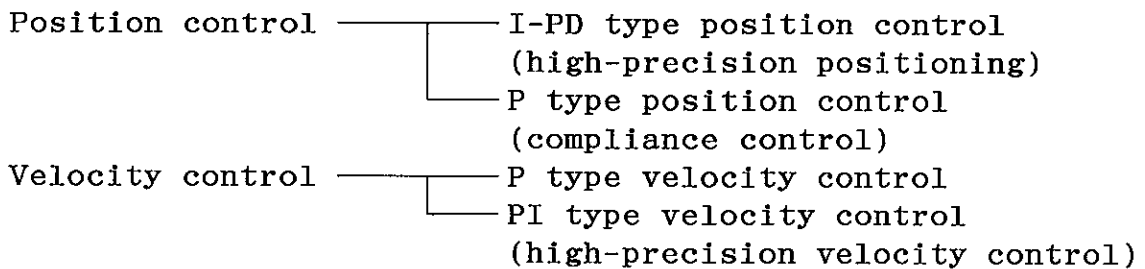 Position control I-PD type position control
(high-precision positioning)
P type position control
(compliance control)
Velocity control P type velocity control
PI type velocity control
(high-precision velocity control)